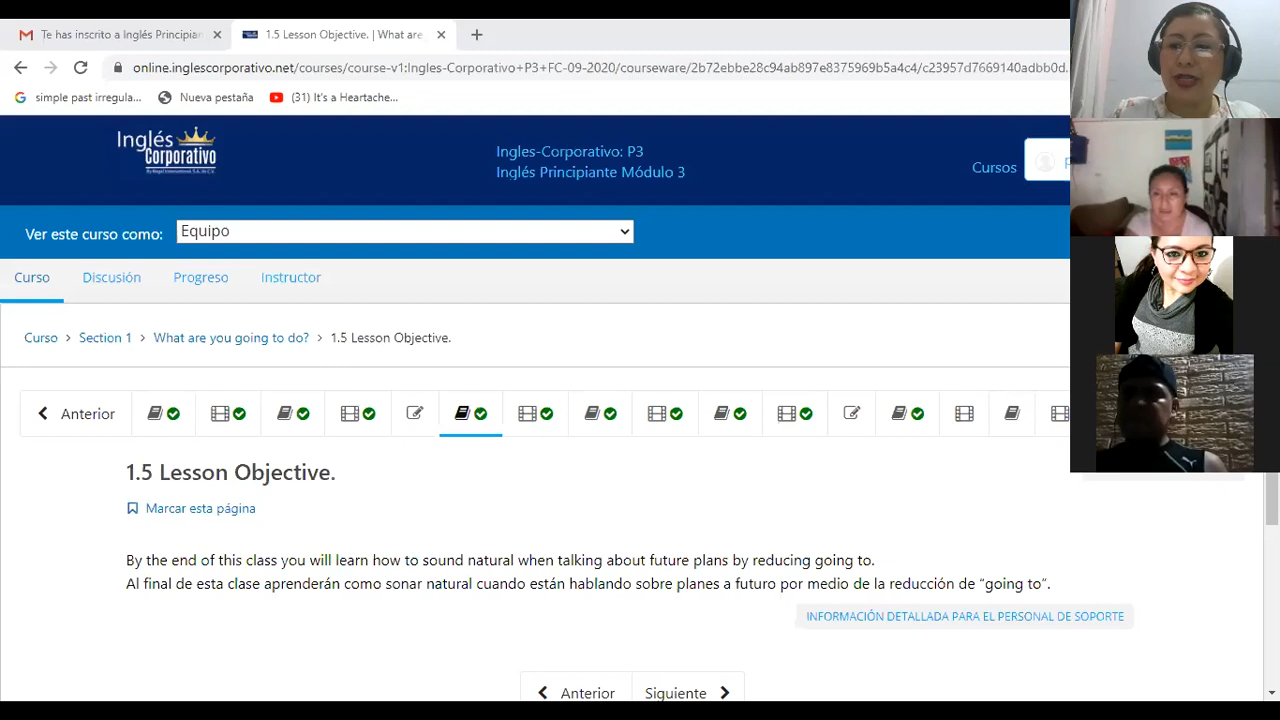 Te has inscrito a Inglés Principian
1.5 Lesson Objective. | What are
online.inglescorporativo.net/courses/course-v1:Ingles-Corporativo+P3+FC-09-2020/courseware/2b72ebbe28c94ab897e8375969b5a4c4/c23957d7669140adbb0d.
simple past irregula...
Nueva pestaña
(31) It's a Heartache...
Inglés
Corporativo
Ingles-Corporativo: P3
Inglés Principiante Módulo 3
Cursos
Ver este curso como:
Equipo
Curso
Discusión
Progreso
Instructor
Curso > Section 1 > What are you going to do? > 1.5 Lesson Objective.
Anterior
1.5 Lesson Objective.
Marcar esta página
By the end of this class you will learn how to sound natural when talking about future plans by reducing going to.
Al final de esta clase aprenderán como sonar natural cuando están hablando sobre planes a futuro por medio de la reducción de “going to”.
INFORMACIÓN DETALLADA PARA EL PERSONAL DE SOPORTE
Anterior
Siguiente